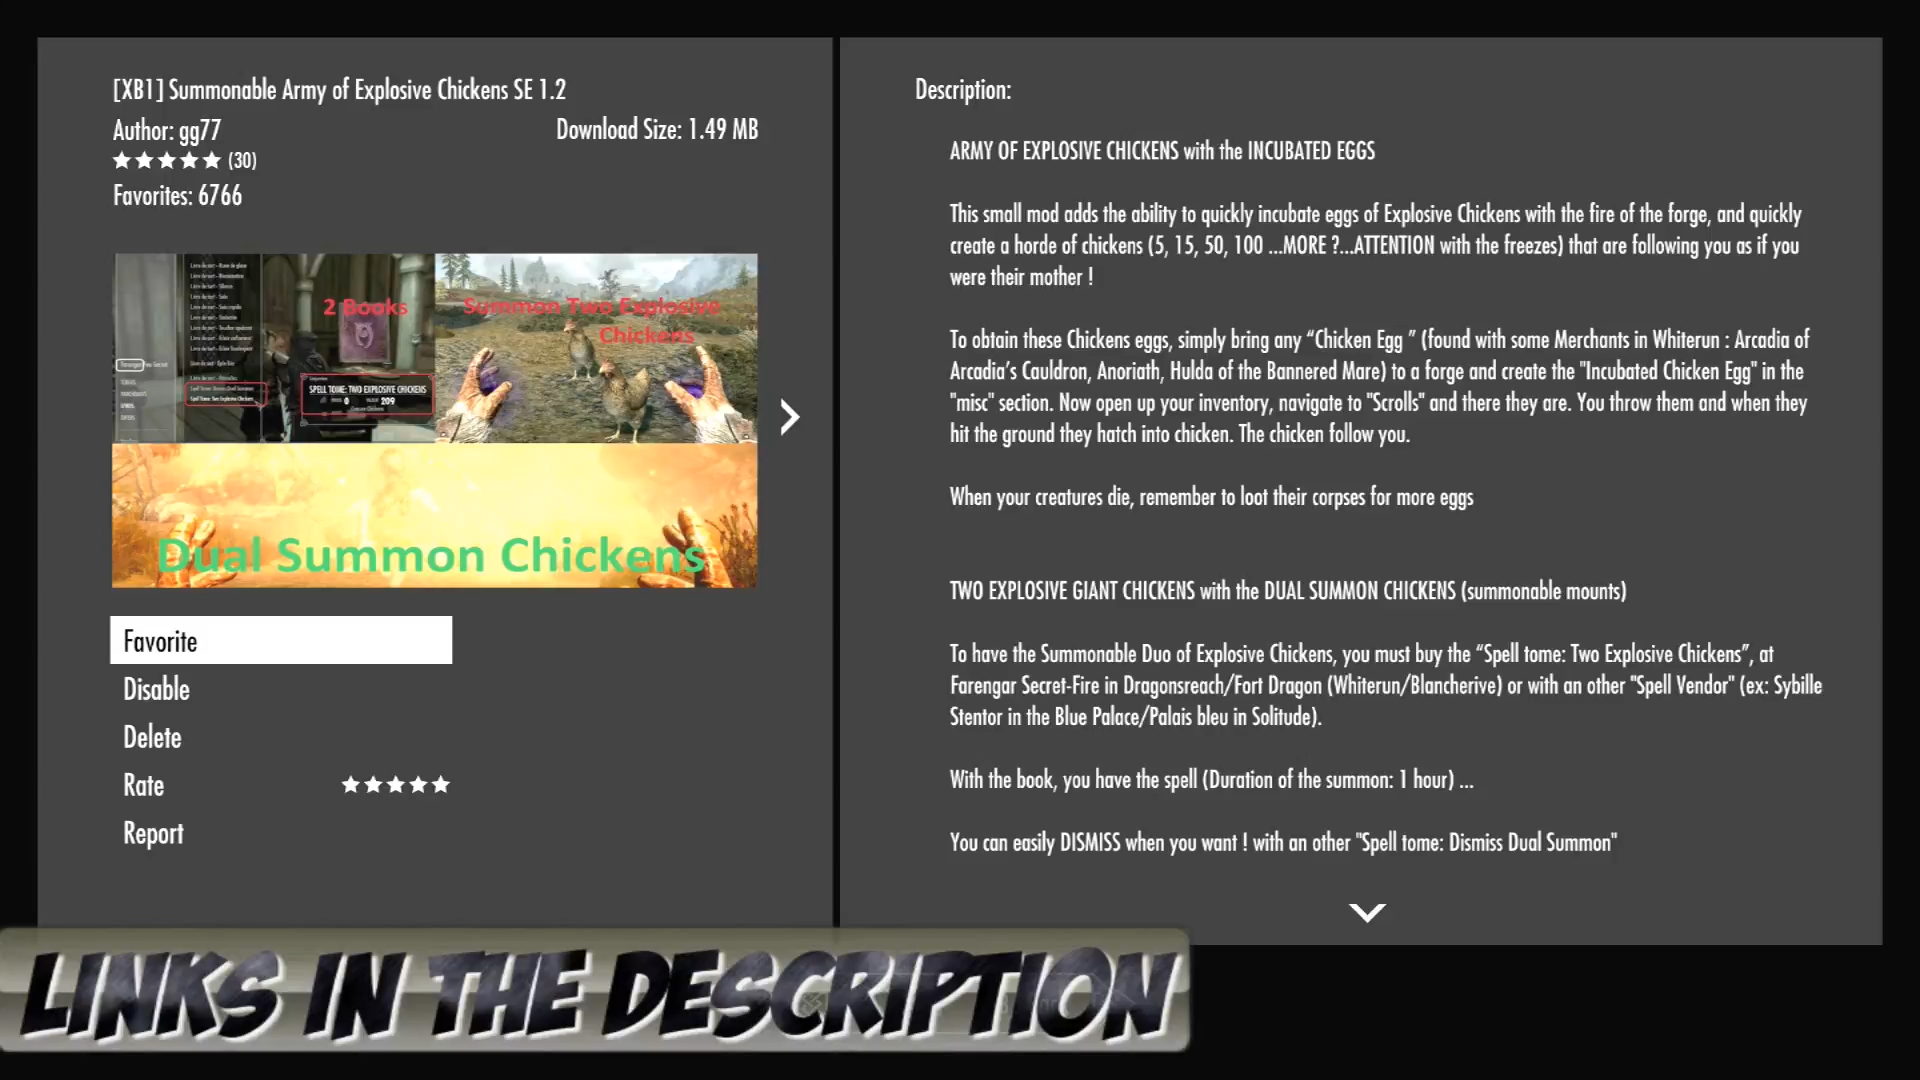 [XB1] Summonable Army of Explosive Chickens SE 1.2
Author: gg77
Download Size: 1.49 MB
(30)
Favorites: 6766
2 Books
Summon Two Explosive
Chickens
SPELL TOME: TWO EXPLOSIVE CHICKENS
0
209
Dual Summon Chickens
Favorite
Disable
Delete
Rate
Report
Description:
ARMY OF EXPLOSIVE CHICKENS with the INCUBATED EGGS
This small mod adds the ability to quickly incubate eggs of Explosive Chickens with the fire of the forge, and quickly
create a horde of chickens (5, 15, 50, 100 ...MORE ?...ATTENTION with the freezes) that are following you as if you
were their mother !
To obtain these Chickens eggs, simply bring any “Chicken Egg ” (found with some Merchants in Whiterun : Arcadia of
Arcadia’s Cauldron, Anoriath, Hulda of the Bannered Mare) to a forge and create the "Incubated Chicken Egg" in the
"misc" section. Now open up your inventory, navigate to "Scrolls" and there they are. You throw them and when they
hit the ground they hatch into chicken. The chicken follow you.
When your creatures die, remember to loot their corpses for more eggs
TWO EXPLOSIVE GIANT CHICKENS with the DUAL SUMMON CHICKENS (summonable mounts)
To have the Summonable Duo of Explosive Chickens, you must buy the “Spell tome: Two Explosive Chickens”, at
Farengar Secret-Fire in Dragonsreach/Fort Dragon (Whiterun/Blancherive) or with an other "Spell Vendor" (ex: Sybille
Stentor in the Blue Palace/Palais bleu in Solitude).
With the book, you have the spell (Duration of the summon: 1 hour) ...
You can easily DISMISS when you want ! with an other "Spell tome: Dismiss Dual Summon"
LINKS IN THE DESCRIPTION